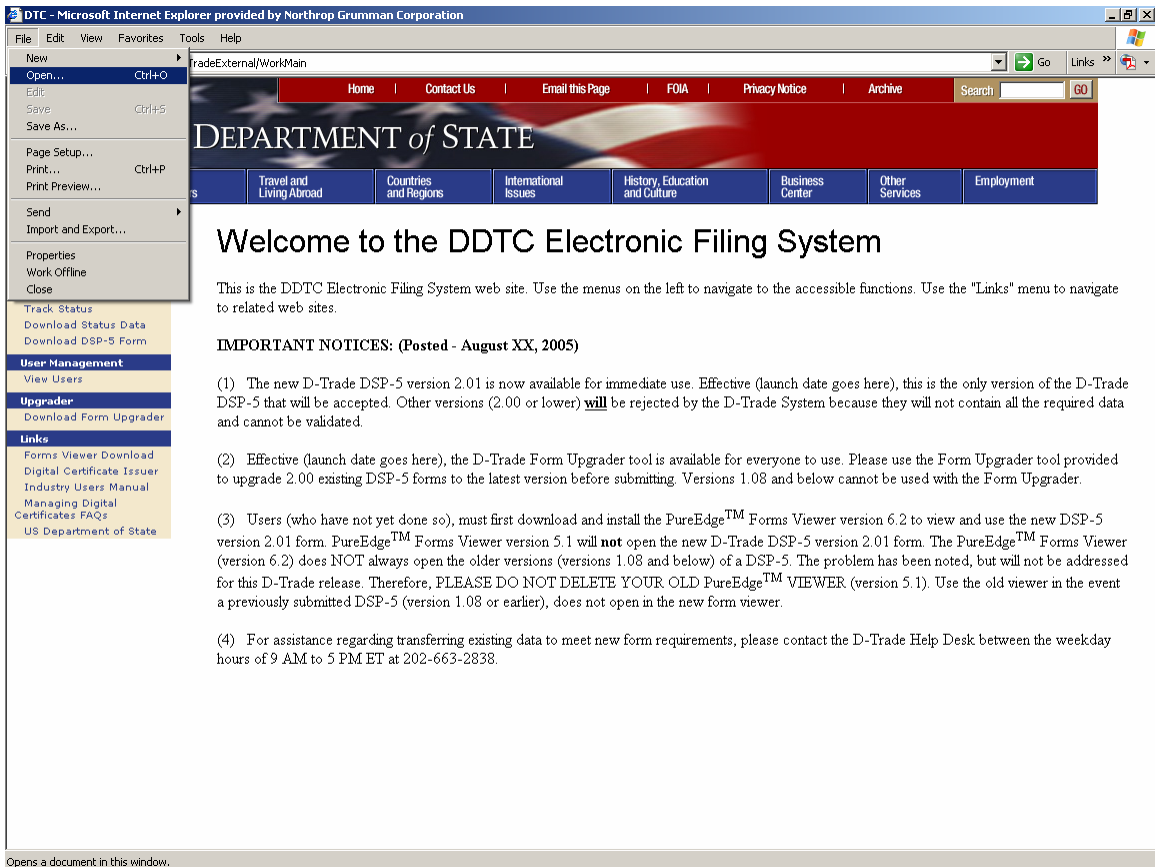 DTC - Microsoft Internet Explorer provided by Northrop Grumman Corporation
File Edit View Favorites Tools Help
New
Open... Ctrl+O
Edit
Save Ctrl+S
Save As...
Page Setup...
Print... Ctrl+P
Print Preview...
Send
Import and Export...
Properties
Work Offline
Close
TradeExternal/WorkMain
Go Links »
Home | Contact Us | Email this Page | FOIA | Privacy Notice | Archive Search GO
DEPARTMENT of STATE
Travel and
Living Abroad
Countries
and Regions
International
Issues
History, Education
and Culture
Business
Center
Other
Services
Employment
Track Status
Download Status Data
Download DSP-5 Form
User Management
View Users
Upgrader
Download Form Upgrader
Links
Forms Viewer Download
Digital Certificate Issuer
Industry Users Manual
Managing Digital
Certificates FAQs
US Department of State
Welcome to the DDTC Electronic Filing System
This is the DDTC Electronic Filing System web site. Use the menus on the left to navigate to the accessible functions. Use the "Links" menu to navigate
to related web sites.
IMPORTANT NOTICES: (Posted - August XX, 2005)
(1) The new D-Trade DSP-5 version 2.01 is now available for immediate use. Effective (launch date goes here), this is the only version of the D-Trade
DSP-5 that will be accepted. Other versions (2.00 or lower) will be rejected by the D-Trade System because they will not contain all the required data
and cannot be validated.
(2) Effective (launch date goes here), the D-Trade Form Upgrader tool is available for everyone to use. Please use the Form Upgrader tool provided
to upgrade 2.00 existing DSP-5 forms to the latest version before submitting. Versions 1.08 and below cannot be used with the Form Upgrader.
(3) Users (who have not yet done so), must first download and install the PureEdge™ Forms Viewer version 6.2 to view and use the new DSP-5
version 2.01 form. PureEdge™ Forms Viewer version 5.1 will not open the new D-Trade DSP-5 version 2.01 form. The PureEdge™ Forms Viewer
(version 6.2) does NOT always open the older versions (versions 1.08 and below) of a DSP-5. The problem has been noted, but will not be addressed
for this D-Trade release. Therefore, PLEASE DO NOT DELETE YOUR OLD PureEdge™ VIEWER (version 5.1). Use the old viewer in the event
a previously submitted DSP-5 (version 1.08 or earlier), does not open in the new form viewer.
(4) For assistance regarding transferring existing data to meet new form requirements, please contact the D-Trade Help Desk between the weekday
hours of 9 AM to 5 PM ET at 202-663-2838.
Opens a document in this window.